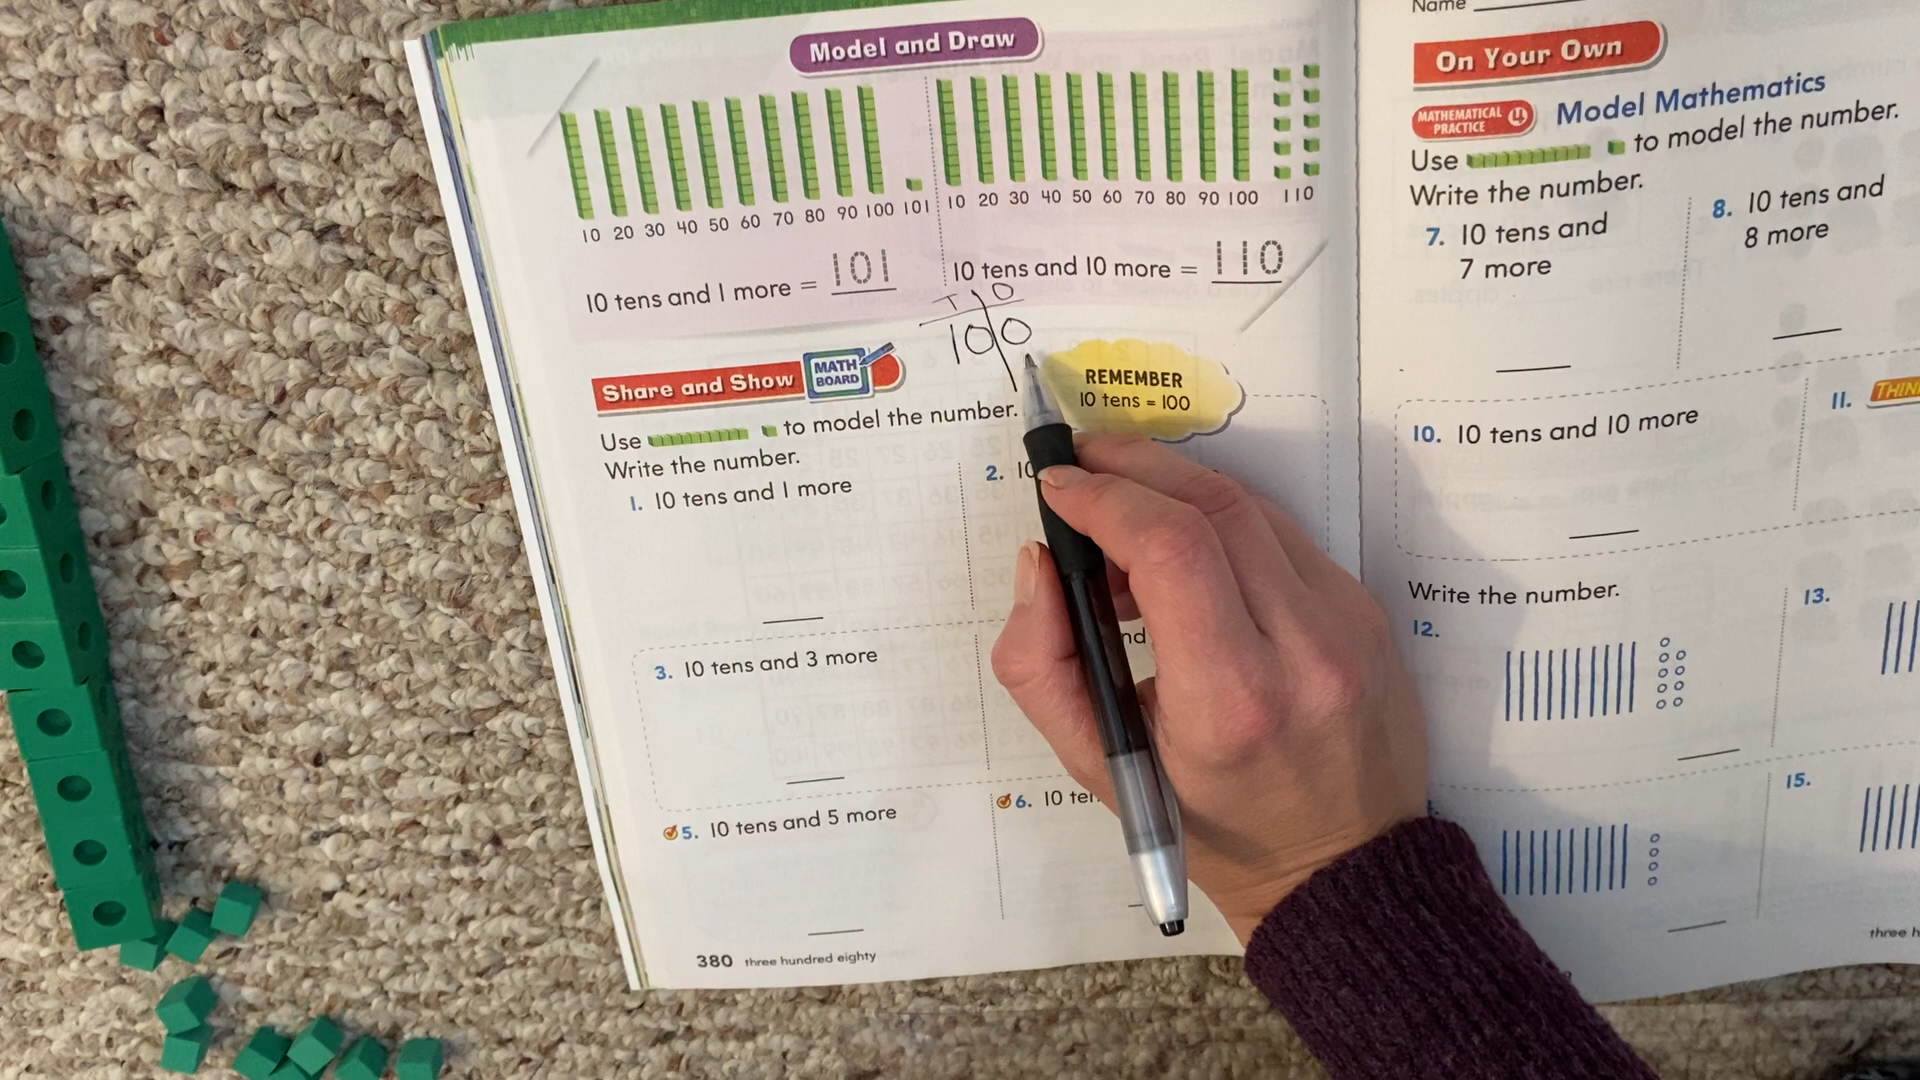 Model and Draw
10 20 30 40 50 60 70 80 90 100 101
10 20 30 40 50 60 70 80 90 100 110
10 tens and 1 more = 101
10 tens and 10 more = 110
T O
10 0
Share and Show
MATH
BOARD
REMEMBER
10 tens = 100
Use to model the number.
Write the number.
1. 10 tens and 1 more
2. 10
3. 10 tens and 3 more
nd
5. 10 tens and 5 more
6. 10 ten
380 three hundred eighty
Name
On Your Own
MATHEMATICAL
PRACTICE 4
Model Mathematics
Use to model the number.
Write the number.
7. 10 tens and
7 more
8. 10 tens and
8 more
10. 10 tens and 10 more
11. THIN
Write the number.
12.
13.
15.
three h